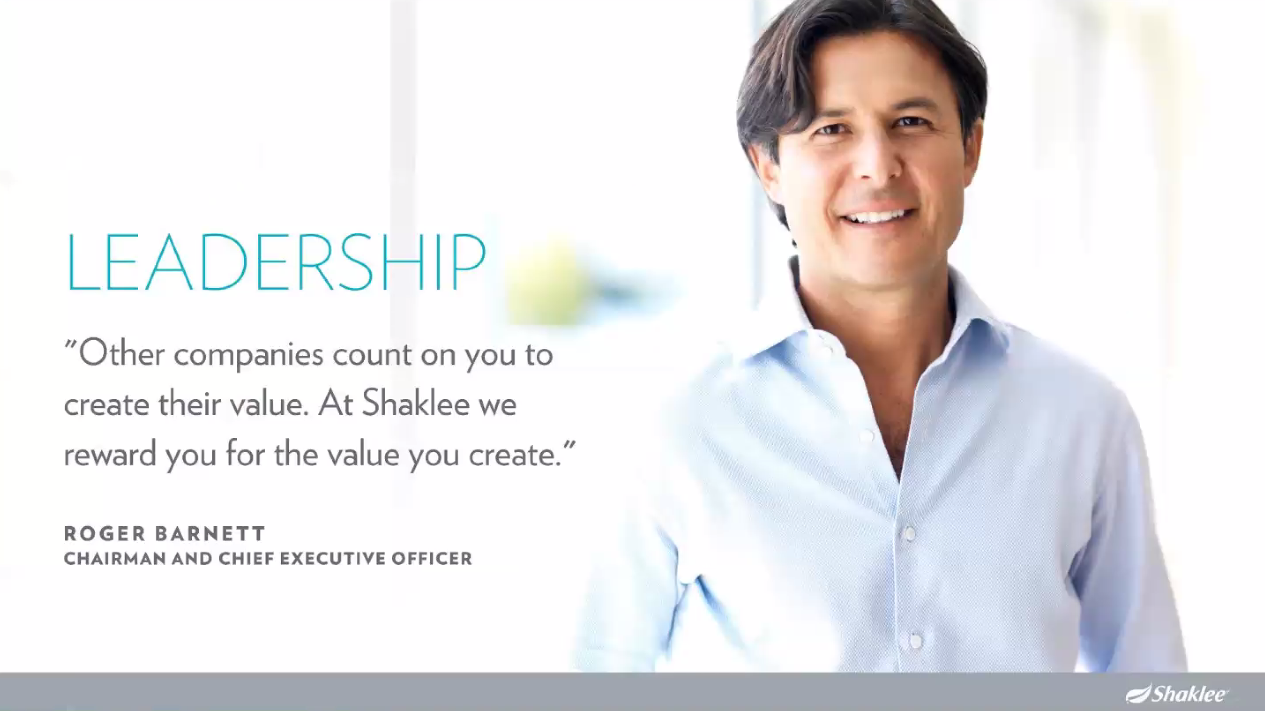 LEADERSHIP
"Other companies count on you to
create their value. At Shaklee we
reward you for the value you create."
ROGER BARNETT
CHAIRMAN AND CHIEF EXECUTIVE OFFICER
Shaklee